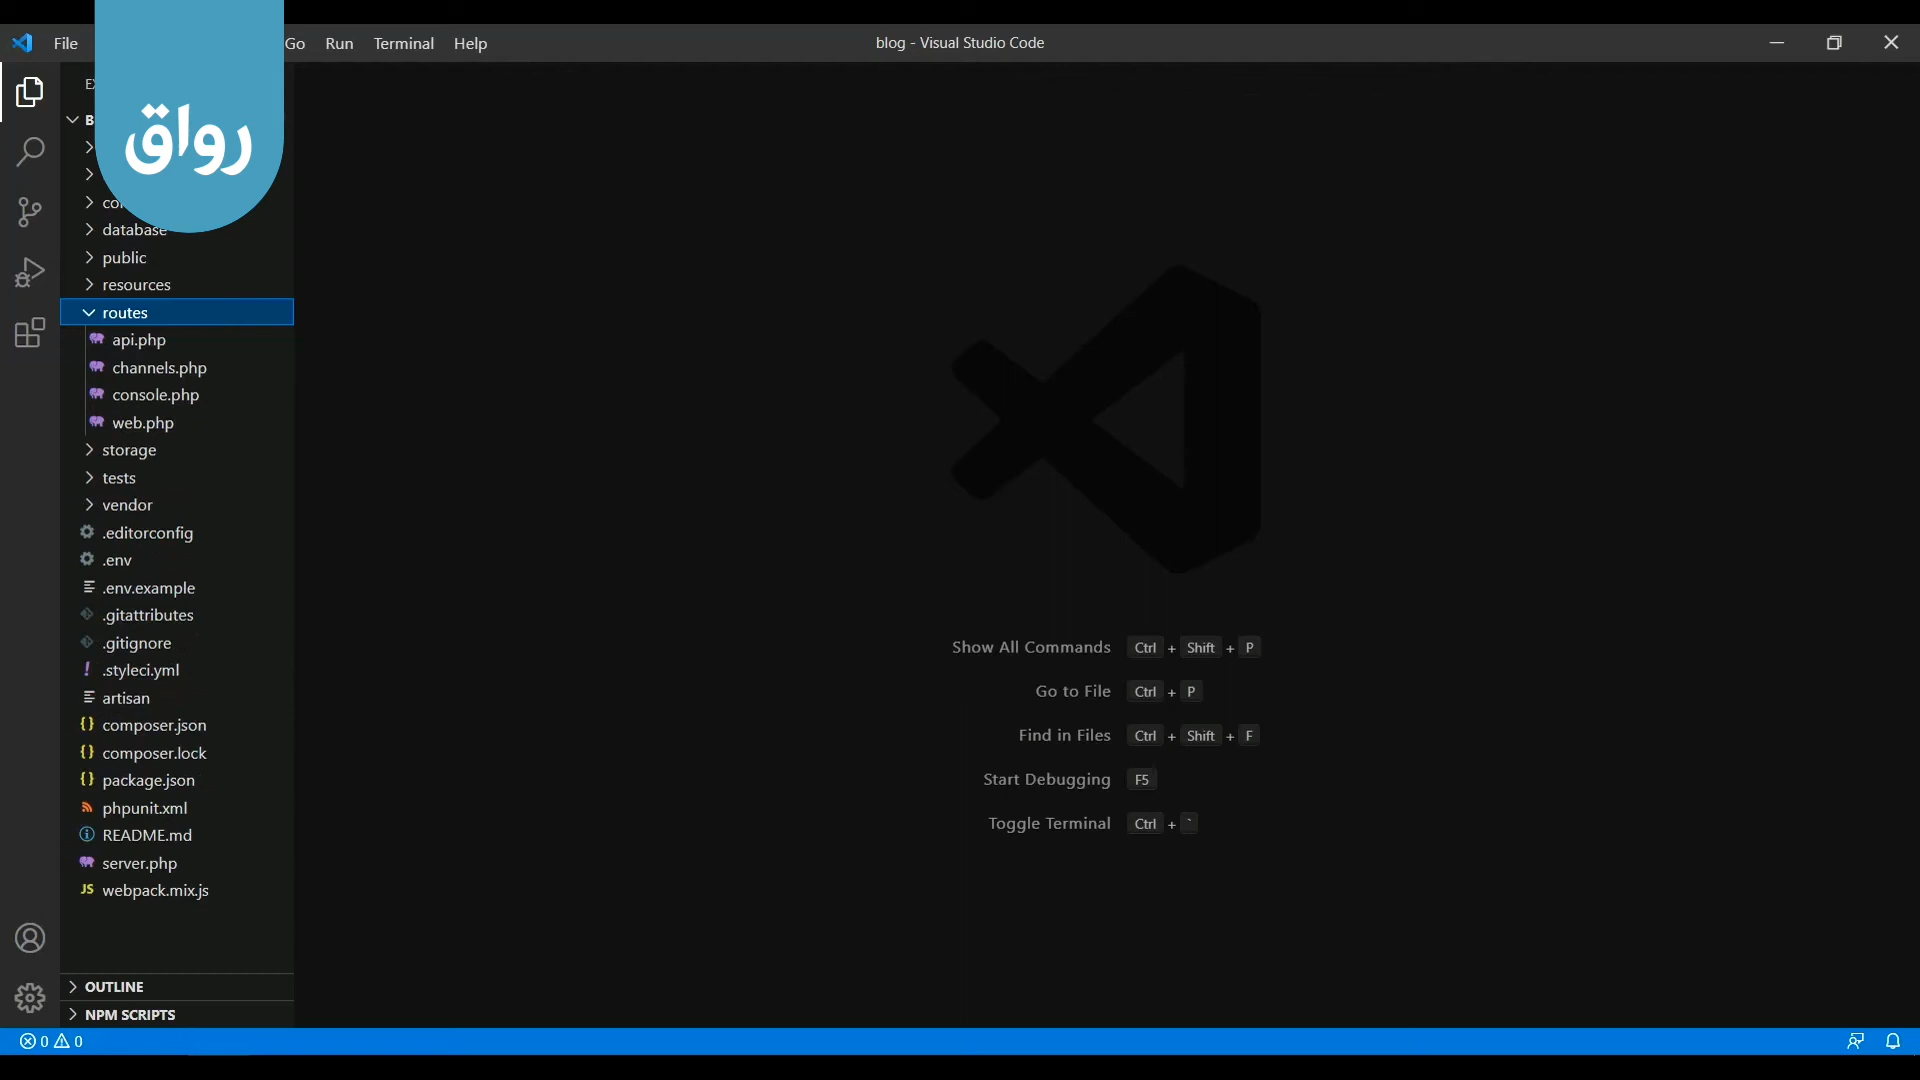 File
Go Run Terminal Help
blog - Visual Studio Code
رواق
database
public
resources
routes
api.php
channels.php
console.php
web.php
storage
tests
vendor
.editorconfig
.env
.env.example
.gitattributes
.gitignore
.styleci.yml
artisan
composer.json
composer.lock
package.json
phpunit.xml
README.md
server.php
JS webpack.mix.js
OUTLINE
NPM SCRIPTS
Show All Commands Ctrl + Shift + P
Go to File Ctrl + P
Find in Files Ctrl + Shift + F
Start Debugging F5
Toggle Terminal Ctrl + `
0 0